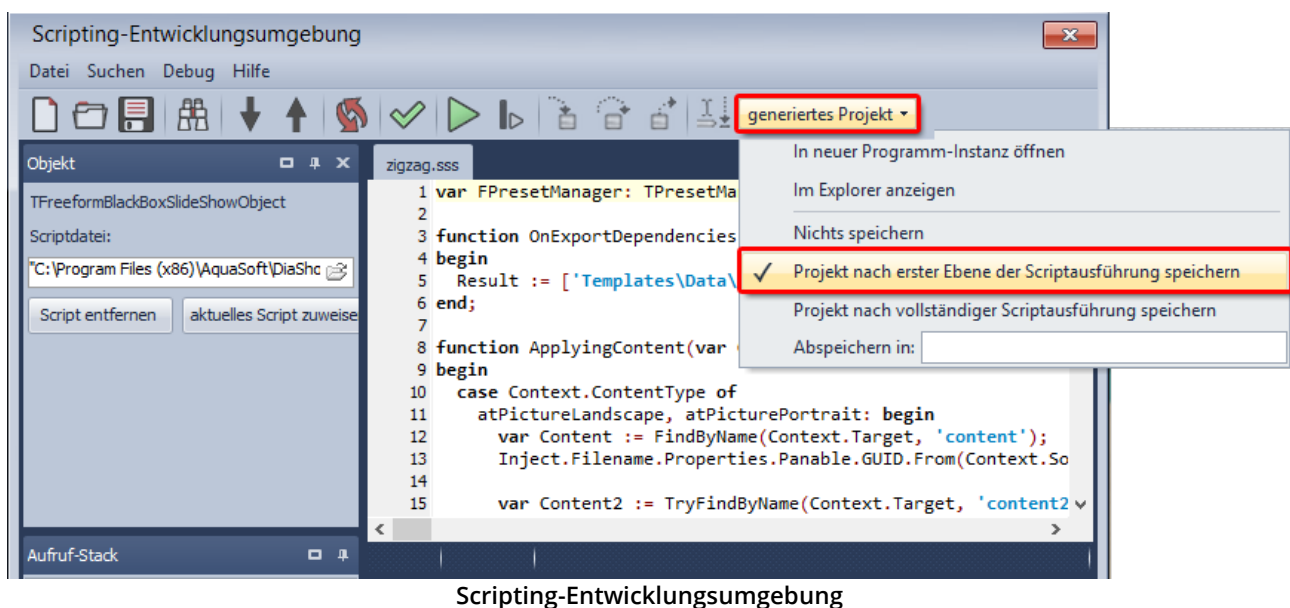 Scripting-Entwicklungsumgebung
Datei Suchen Debug Hilfe
generiertes Projekt
In neuer Programm-Instanz öffnen
Im Explorer anzeigen
Nichts speichern
Projekt nach erster Ebene der Scriptausführung speichern
Projekt nach vollständiger Scriptausführung speichern
Abspeichern in:
Objekt
TFreeformBlackBoxSlideShowObject
Scriptdatei:
"C:\Program Files (x86)\AquaSoft\DiaSho
Script entfernen aktuelles Script zuweise
zigzag.sss
1 var FPresetManager: TPresetMa
2
3 function OnExportDependencies
4 begin
5 Result := ['Templates\Data\
6 end;
7
8 function ApplyingContent(var
9 begin
10 case Context.ContentType of
11 atPictureLandscape, atPicturePortrait: begin
12 var Content := FindByName(Context.Target, 'content');
13 Inject.Filename.Properties.Panable.GUID.From(Context.So
14
15 var Content2 := TryFindByName(Context.Target, 'content2
Aufruf-Stack
Scripting-Entwicklungsumgebung